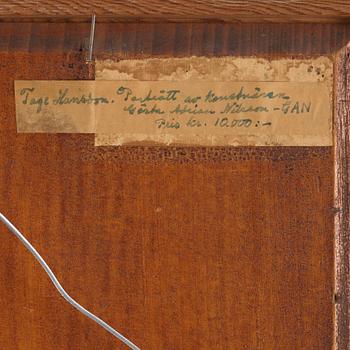 Tage Hansson. Porträtt av konstnären
Gösta Adrian Nilsson - GAN
Pris kr. 10.000:-